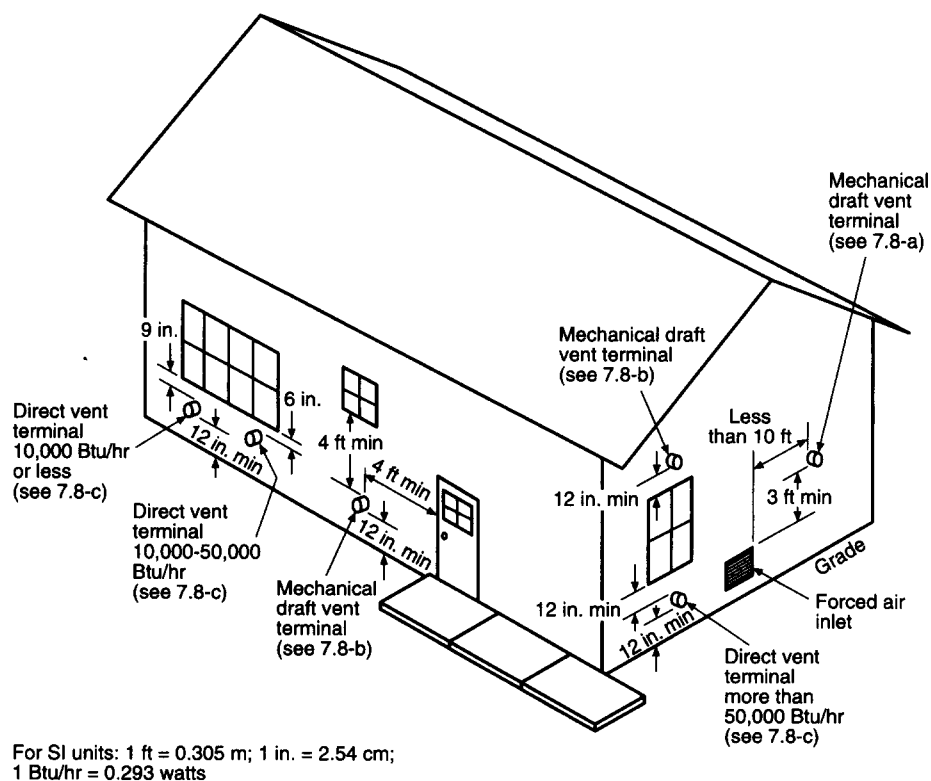 Mechanical
draft vent
terminal
(see 7.8-a)
Mechanical draft
vent terminal
(see 7.8-b)
9 in.
6 in.
Less
than 10 ft
Direct vent
terminal
10,000 Btu/hr
or less
(see 7.8-c)
12 in. min
4 ft min
4 ft min
12 in. min
3 ft min
Direct vent
terminal
10,000-50,000
Btu/hr
(see 7.8-c)
12 in. min
Grade
Mechanical
draft vent
terminal
(see 7.8-b)
12 in. min
12 in. min
Forced air
inlet
Direct vent
terminal
more than
50,000 Btu/hr
(see 7.8-c)
For SI units: 1 ft = 0.305 m; 1 in. = 2.54 cm;
1 Btu/hr = 0.293 watts